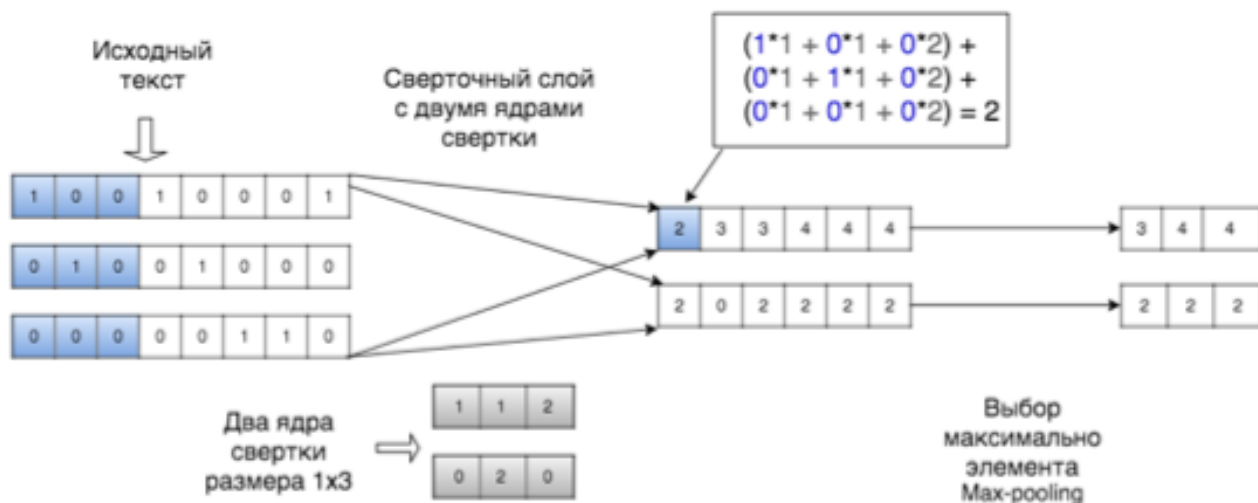 Исходный
текст
Сверточный слой
с двумя ядрами
свертки
(1*1 + 0*1 + 0*2) +
(0*1 + 1*1 + 0*2) +
(0*1 + 0*1 + 0*2) = 2
1 0 0 1 0 0 0 1
0 1 0 0 1 0 0 0
0 0 0 0 0 1 1 0
2 3 3 4 4 4
2 0 2 2 2 2
3 4 4
2 2 2
Два ядра
свертки
размера 1x3
1 1 2
0 2 0
Выбор
максимально
элемента
Max-pooling